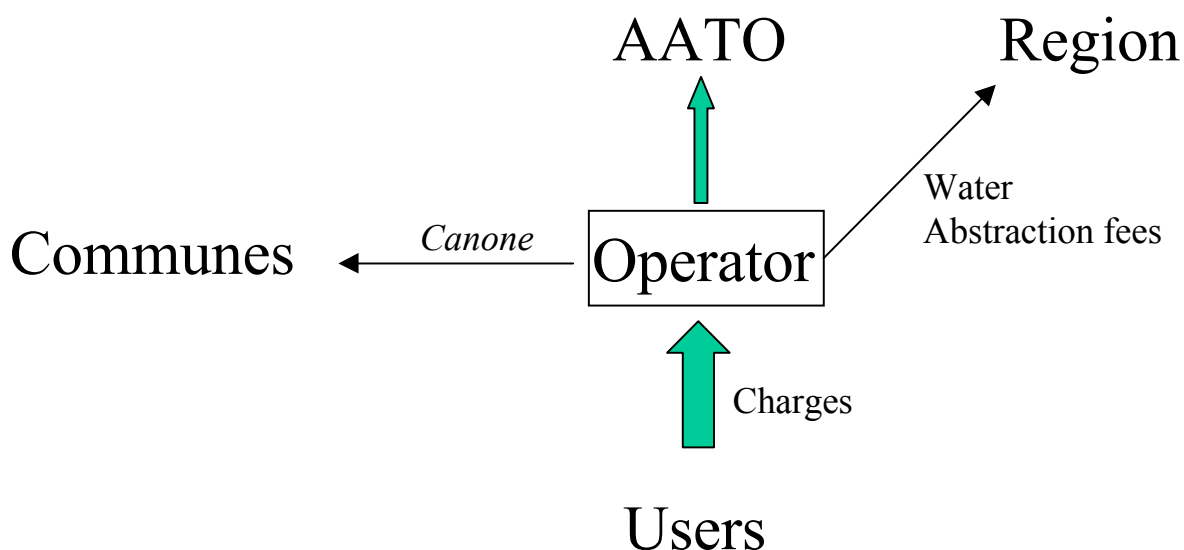 AATO
Region
Water
Abstraction fees
Communes
Canone
Operator
Charges
Users